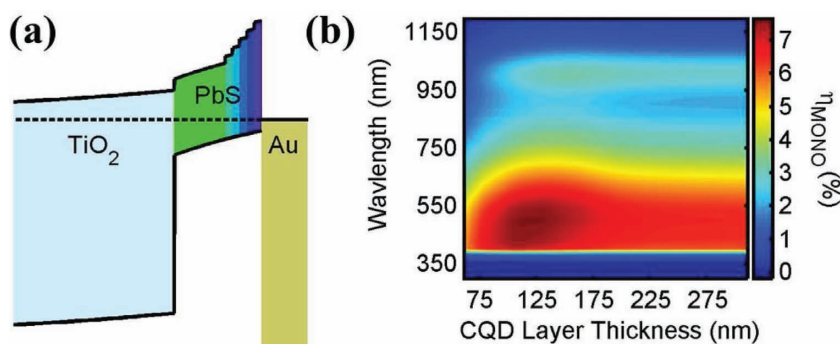 (a)
PbS
TiO2
Au
(b)
Wavlength (nm)
1150
950
750
550
350
75 125 175 225 275
CQD Layer Thickness (nm)
7
6
5
4
3
2
1
0
ηMONO (%)